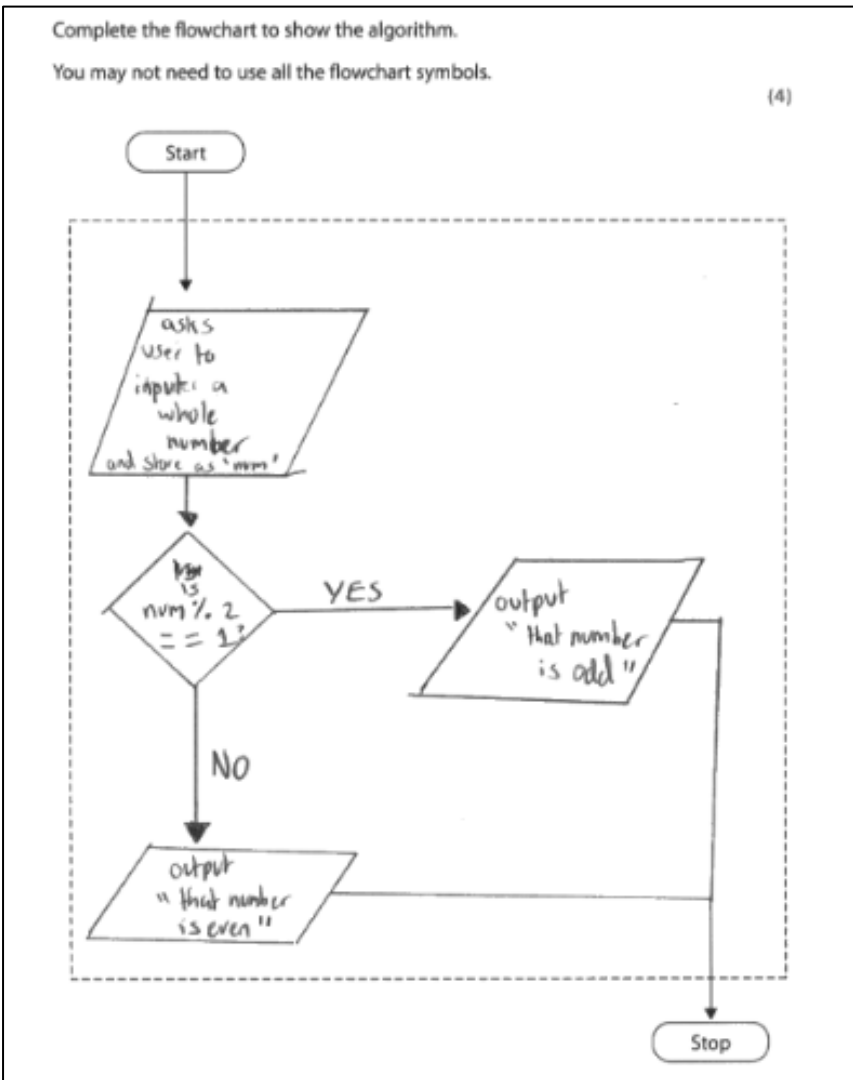 Complete the flowchart to show the algorithm.
You may not need to use all the flowchart symbols.
(4)
Start
asks
user to
input: a
whole
number
and store as 'num'
is
num % 2
== 1?
YES
output
"that number
is odd"
NO
output
"that number
is even"
Stop